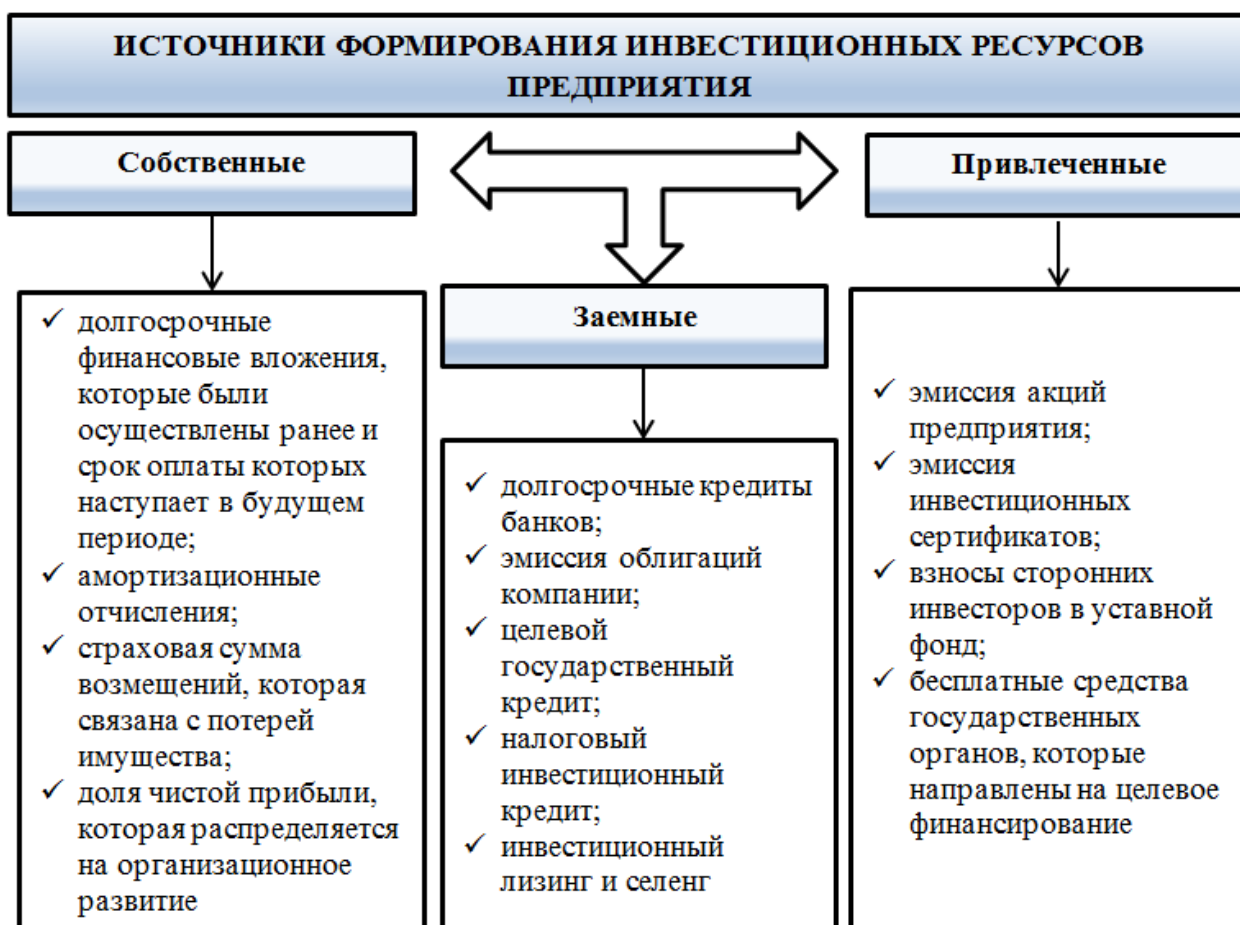 ИСТОЧНИКИ ФОРМИРОВАНИЯ ИНВЕСТИЦИОННЫХ РЕСУРСОВ
ПРЕДПРИЯТИЯ
Собственные
✓ долгосрочные
финансовые вложения,
которые были
осуществлены ранее и
срок оплаты которых
наступает в будущем
периоде;
✓ амортизационные
отчисления;
✓ страховая сумма
возмещений, которая
связана с потерей
имущества;
✓ доля чистой прибыли,
которая распределяется
на организационное
развитие
Заемные
✓ долгосрочные кредиты
банков;
✓ эмиссия облигаций
компании;
✓ целевой
государственный
кредит;
✓ налоговый
инвестиционный
кредит;
✓ инвестиционный
лизинг и селенг
Привлеченные
✓ эмиссия акций
предприятия;
✓ эмиссия
инвестиционных
сертификатов;
✓ взносы сторонних
инвесторов в уставной
фонд;
✓ бесплатные средства
государственных
органов, которые
направлены на целевое
финансирование